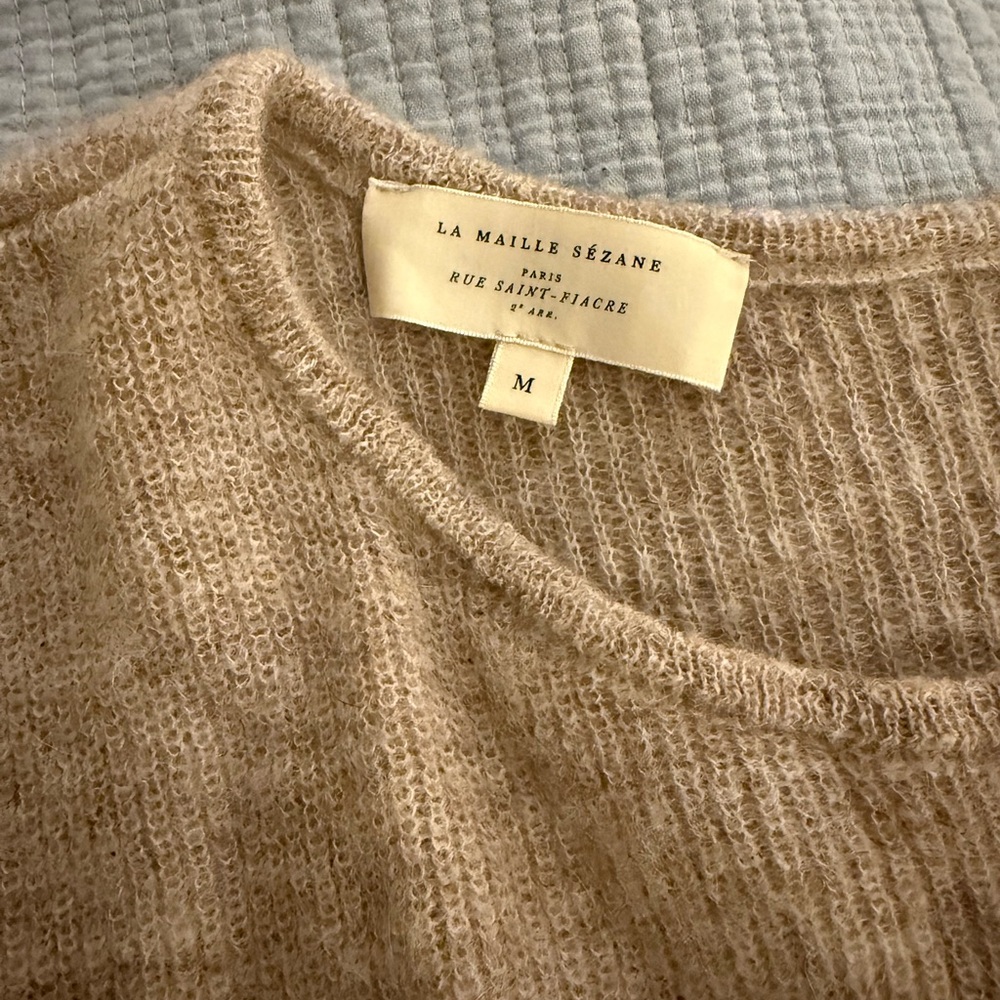 LA MAILLE SÉZANE
PARIS
RUE SAINT-FIACRE
2e ARR.
M